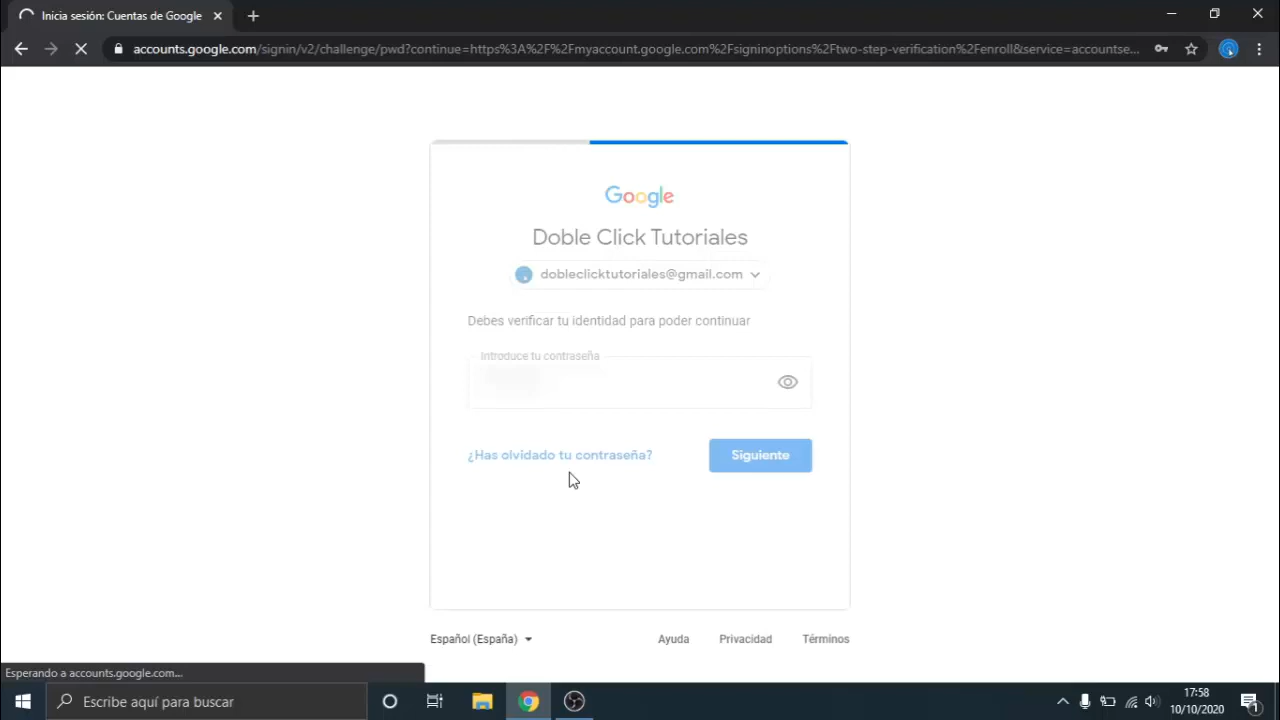 Inicia sesión: Cuentas de Google
accounts.google.com/signin/v2/challenge/pwd?continue=https%3A%2F%2Fmyaccount.google.com%2Fsigninoptions%2Ftwo-step-verification%2Fenroll&service=accountse...
Google
Doble Click Tutoriales
dobleclicktutoriales@gmail.com
Debes verificar tu identidad para poder continuar
Introduce tu contraseña
¿Has olvidado tu contraseña?
Siguiente
Español (España)
Ayuda
Privacidad
Términos
Esperando a accounts.google.com...
Escribe aquí para buscar
17:58
10/10/2020
1